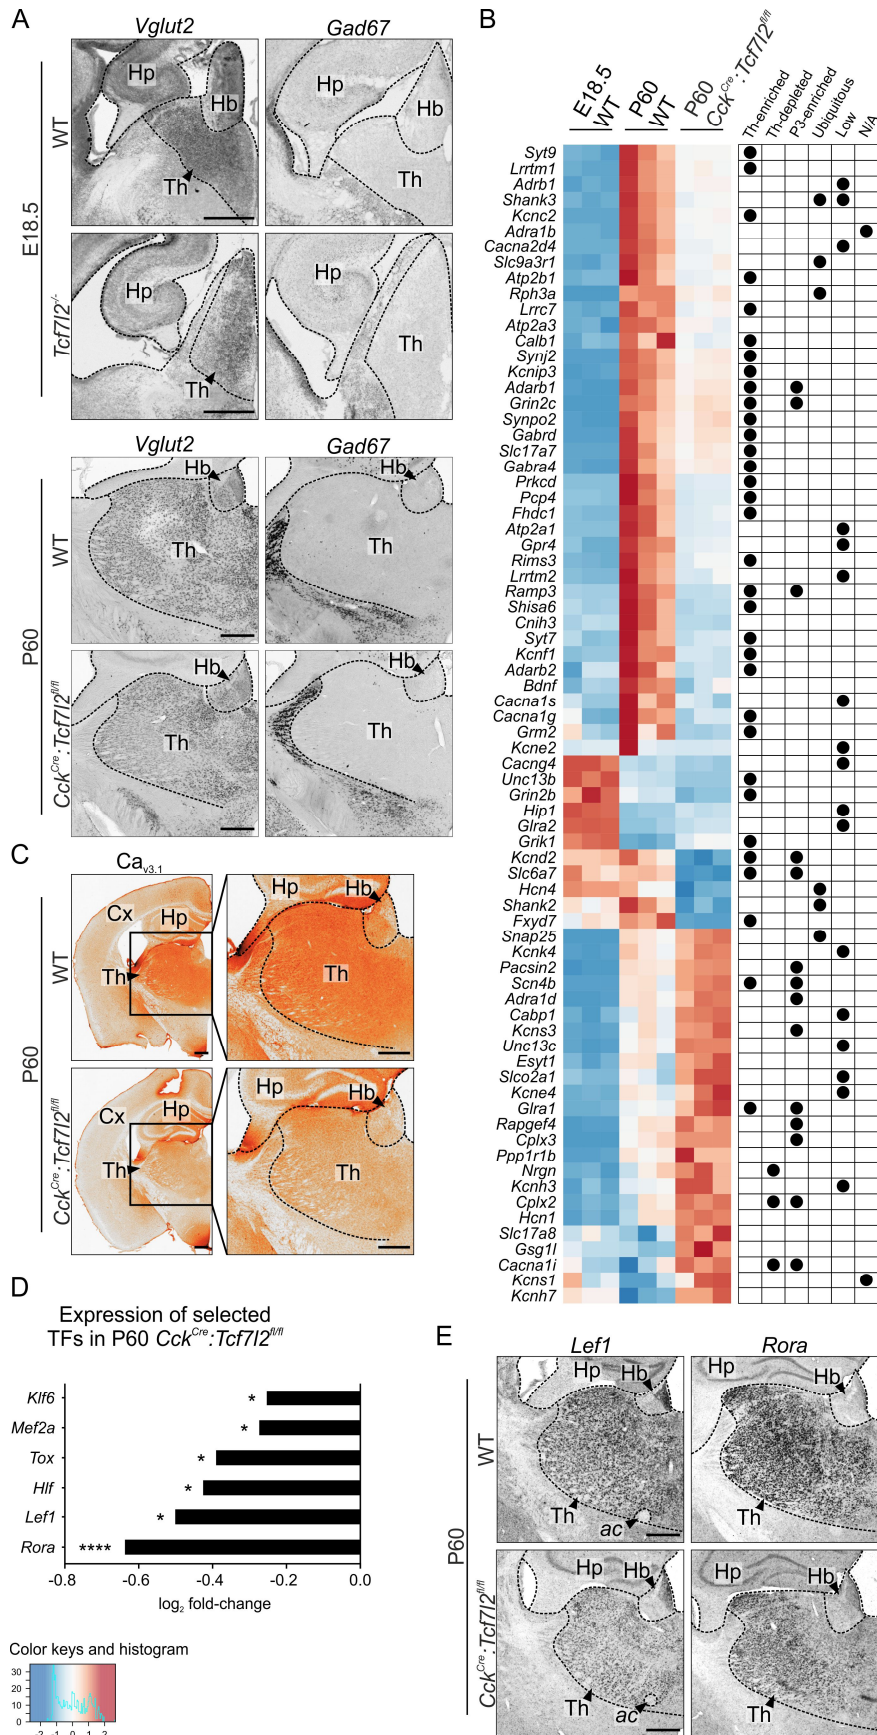 A
Vglut2
Gad67
E18.5
WT
Hp
Hb
Th
Hp
Hb
Th
Tcf7l2-/-
Hp
Th
Hp
Th
Vglut2
Gad67
P60
WT
Hb
Th
Hb
Th
CckCre:Tcf7l2fl/fl
Hb
Th
Hb
Th
B
E18.5
WT
P60
WT
P60
CckCre:Tcf7l2fl/fl
Th-enriched
Th-depleted
P3-enriched
Ubiquitous
Low
N/A
Syt9
Lrrtm1
Adrb1
Shank3
Kcnc2
Adra1b
Cacna2d4
Slc9a3r1
Atp2b1
Rph3a
Lrrc7
Atp2a3
Calb1
Synj2
Kcnip3
Adarb1
Grin2c
Synpo2
Gabrd
Slc17a7
Gabra4
Prkcd
Pcp4
Fhdc1
Atp2a1
Gpr4
Rims3
Lrrtm2
Ramp3
Shisa6
Cnih3
Syt7
Kcnf1
Adarb2
Bdnf
Cacna1s
Cacna1g
Grm2
Kcne2
Cacng4
Unc13b
Grin2b
Hip1
Glra2
Grik1
Kcnd2
Slc6a7
Hcn4
Shank2
Fxyd7
Snap25
Kcnk4
Pacsin2
Scn4b
Adra1d
Cabp1
Kcns3
Unc13c
Esyt1
Slco2a1
Kcne4
Glra1
Rapgef4
Cplx3
Ppp1r1b
Nrgn
Kcnh3
Cplx2
Hcn1
Slc17a8
Gsg1l
Cacna1i
Kcns1
Kcnh7
C
Cav3.1
P60
WT
Cx
Hp
Th
Hp
Hb
Th
CckCre:Tcf7l2fl/fl
Cx
Hp
Th
Hp
Hb
Th
D
Expression of selected
TFs in P60 CckCre:Tcf7l2fl/fl
Klf6 *
Mef2a *
Tox *
Hlf *
Lef1 *
Rora ****
-0.8 -0.6 -0.4 -0.2 0.0
log2 fold-change
Color keys and histogram
30
20
10
0
-2 -1 0 1 2
E
Lef1
Rora
P60
WT
Hp
Hb
Th
ac
Hp
Hb
Th
CckCre:Tcf7l2fl/fl
Hp
Hb
Th
ac
Hp
Hb
Th